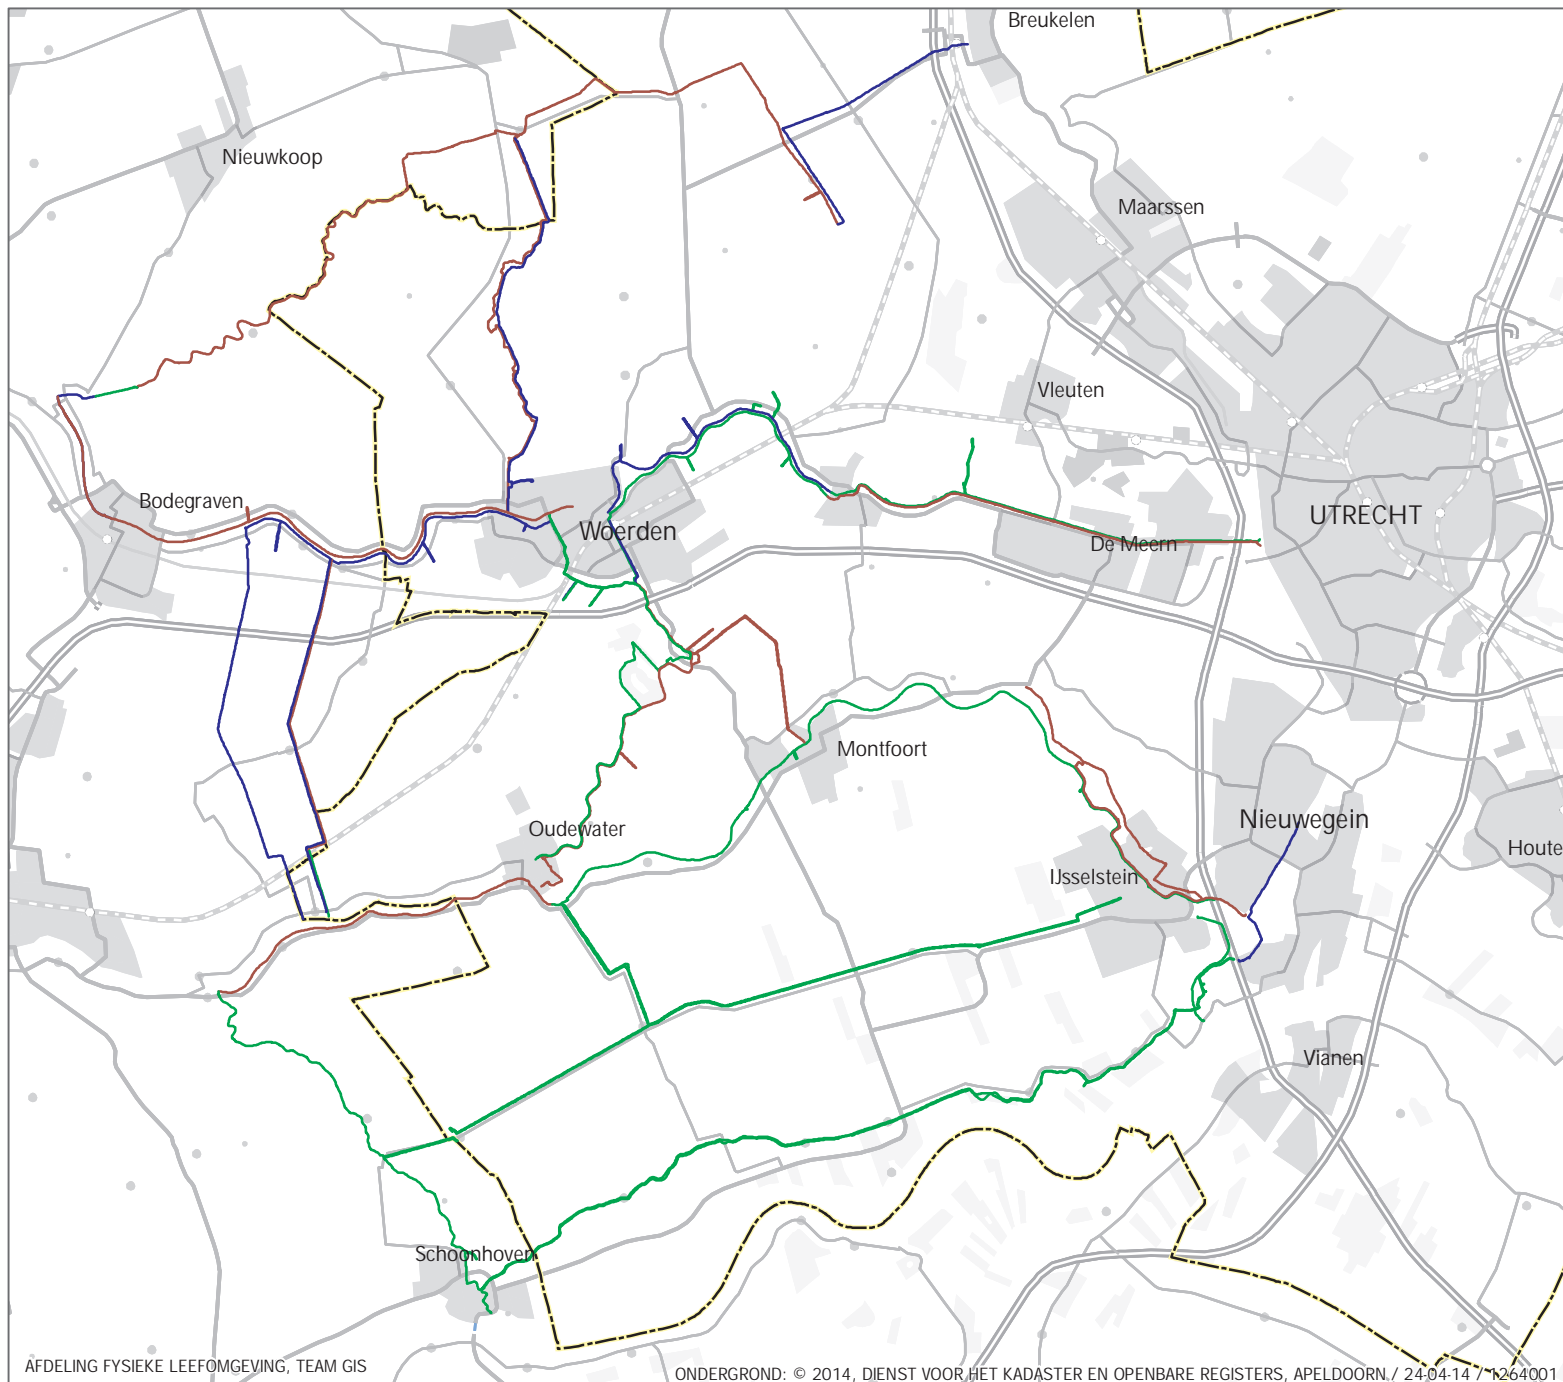 Breukelen
Nieuwkoop
Maarssen
Vleuten
Bodegraven
UTRECHT
Woerden
De Meern
Montfoort
Nieuwegein
Oudewater
Houte
IJsselstein
Vianen
Schoonhoven
AFDELING FYSIEKE LEEFOMGEVING, TEAM GIS
ONDERGROND: © 2014, DIENST VOOR HET KADASTER EN OPENBARE REGISTERS, APELDOORN / 24-04-14 / 1264001